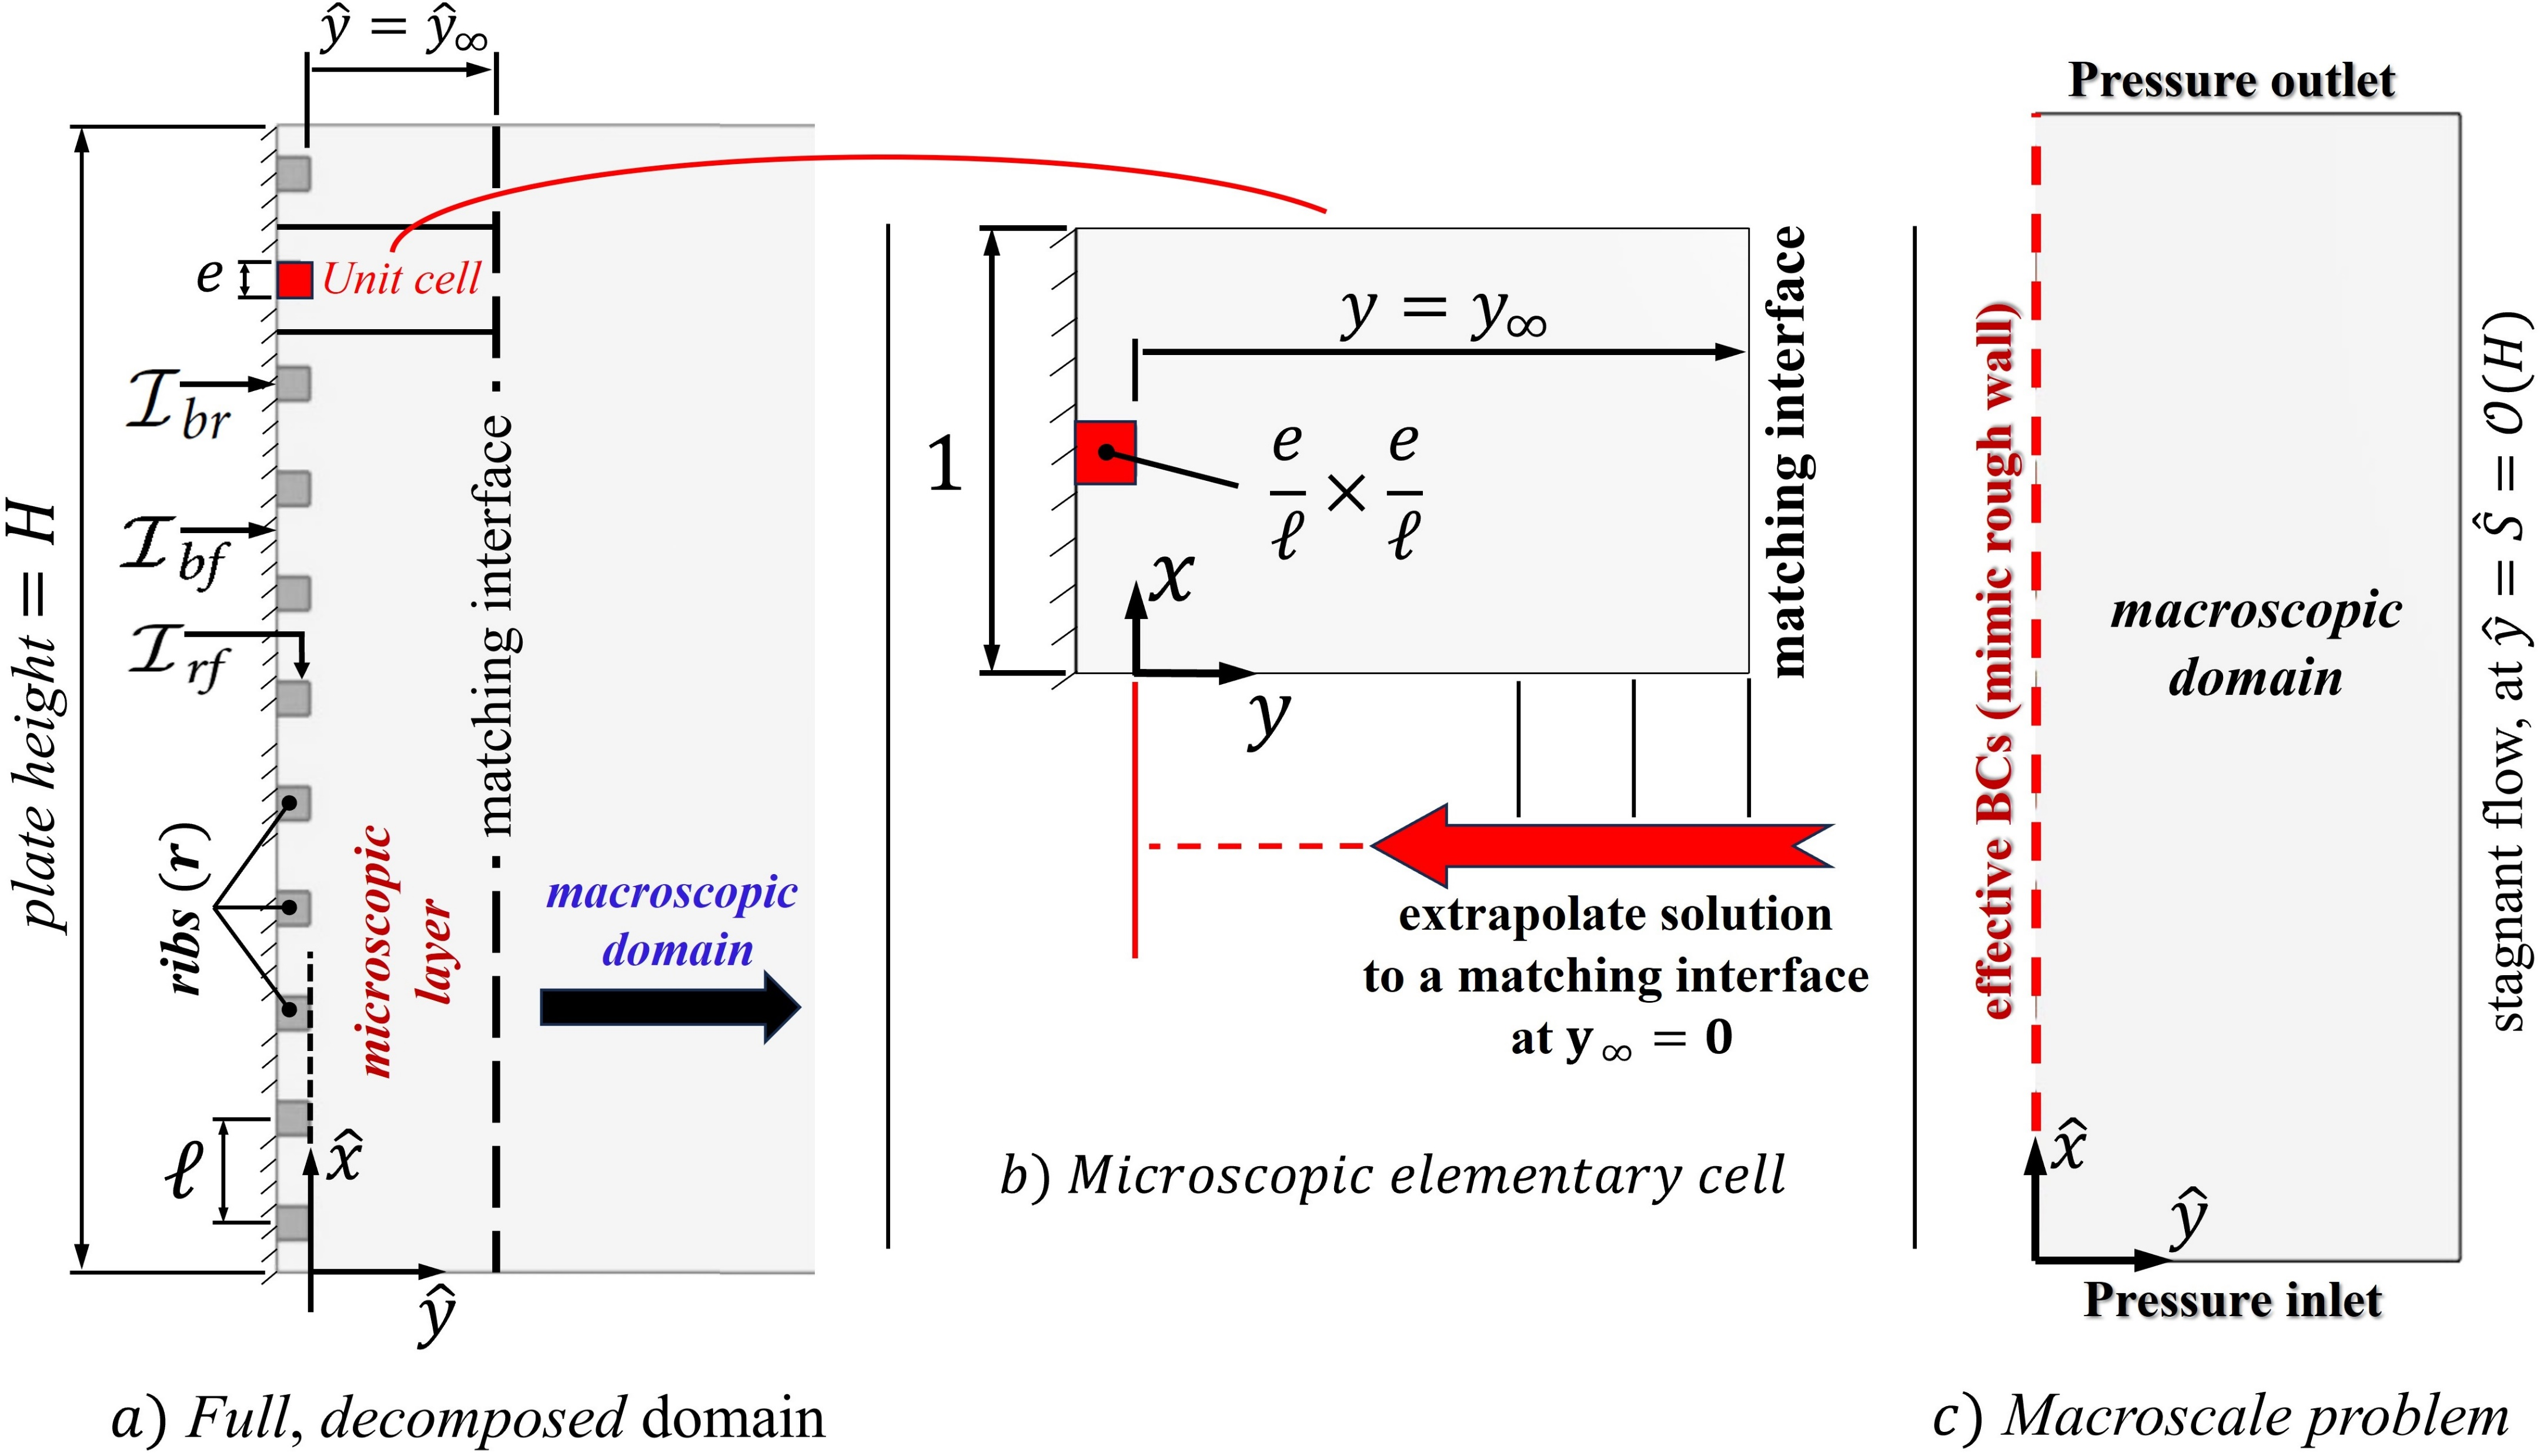 ŷ = ŷ∞
plate height = H
e
Unit cell
ℐbr
ℐbf
ℐrf
ribs (r)
ℓ
microscopic
layer
matching interface
macroscopic
domain
x̂
ŷ
a) Full, decomposed domain
1
y = y∞
e/ℓ × e/ℓ
x
y
matching interface
extrapolate solution
to a matching interface
at y∞ = 0
b) Microscopic elementary cell
Pressure outlet
effective BCs (mimic rough wall)
macroscopic
domain
stagnant flow, at ŷ = Ŝ = 𝒪(H)
x̂
ŷ
Pressure inlet
c) Macroscale problem